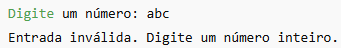 Digite um número: abc
Entrada inválida. Digite um número inteiro.